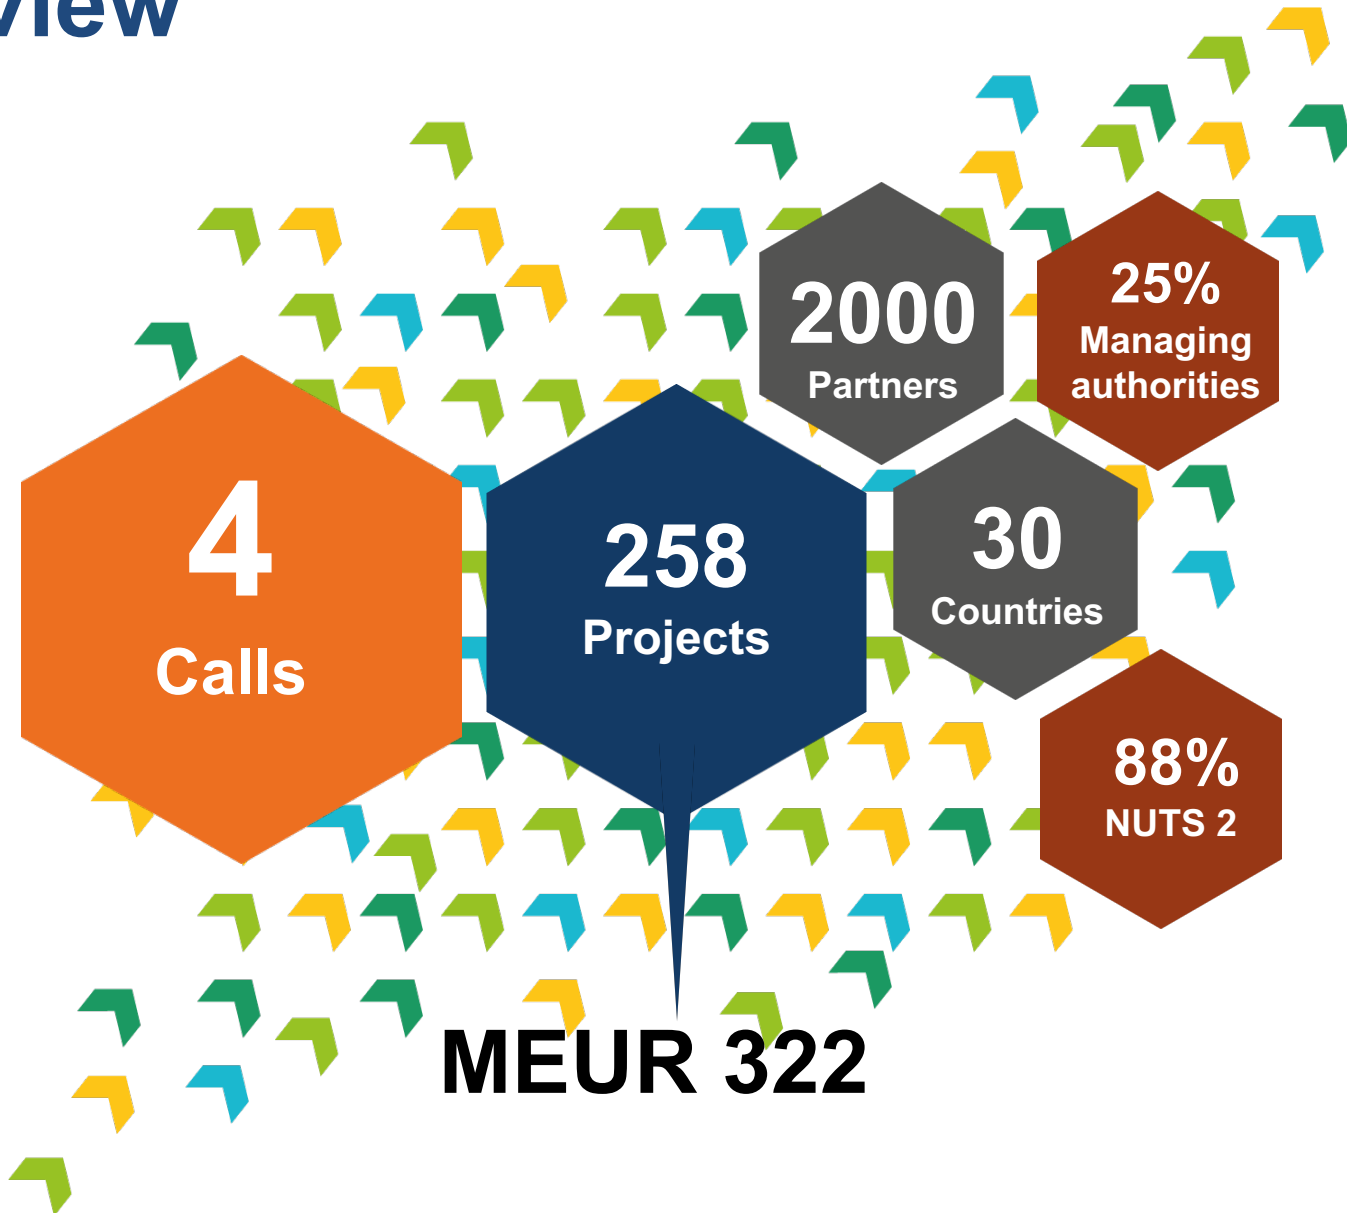 view
4
Calls
258
Projects
2000
Partners
25%
Managing
authorities
30
Countries
88%
NUTS 2
MEUR 322